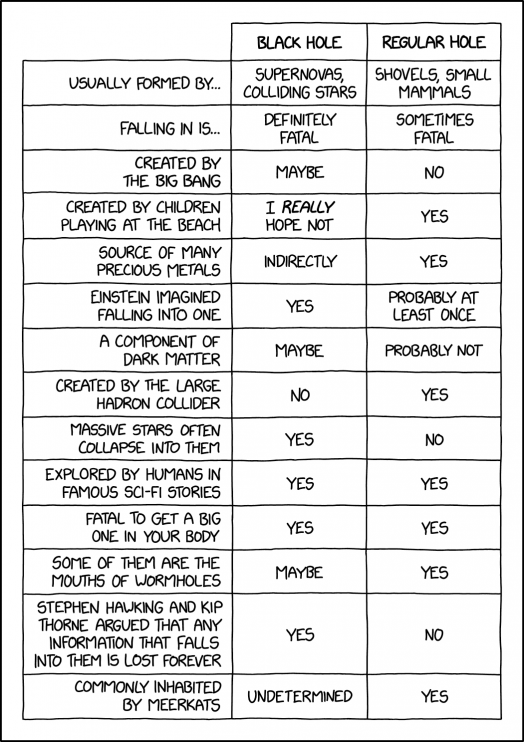 BLACK HOLE REGULAR HOLE
USUALLY FORMED BY... SUPERNOVAS, COLLIDING STARS SHOVELS, SMALL MAMMALS
FALLING IN IS... DEFINITELY FATAL SOMETIMES FATAL
CREATED BY THE BIG BANG MAYBE NO
CREATED BY CHILDREN PLAYING AT THE BEACH I REALLY HOPE NOT YES
SOURCE OF MANY PRECIOUS METALS INDIRECTLY YES
EINSTEIN IMAGINED FALLING INTO ONE YES PROBABLY AT LEAST ONCE
A COMPONENT OF DARK MATTER MAYBE PROBABLY NOT
CREATED BY THE LARGE HADRON COLLIDER NO YES
MASSIVE STARS OFTEN COLLAPSE INTO THEM YES NO
EXPLORED BY HUMANS IN FAMOUS SCI-FI STORIES YES YES
FATAL TO GET A BIG ONE IN YOUR BODY YES YES
SOME OF THEM ARE THE MOUTHS OF WORMHOLES MAYBE YES
STEPHEN HAWKING AND KIP THORNE ARGUED THAT ANY INFORMATION THAT FALLS INTO THEM IS LOST FOREVER YES NO
COMMONLY INHABITED BY MEERKATS UNDETERMINED YES